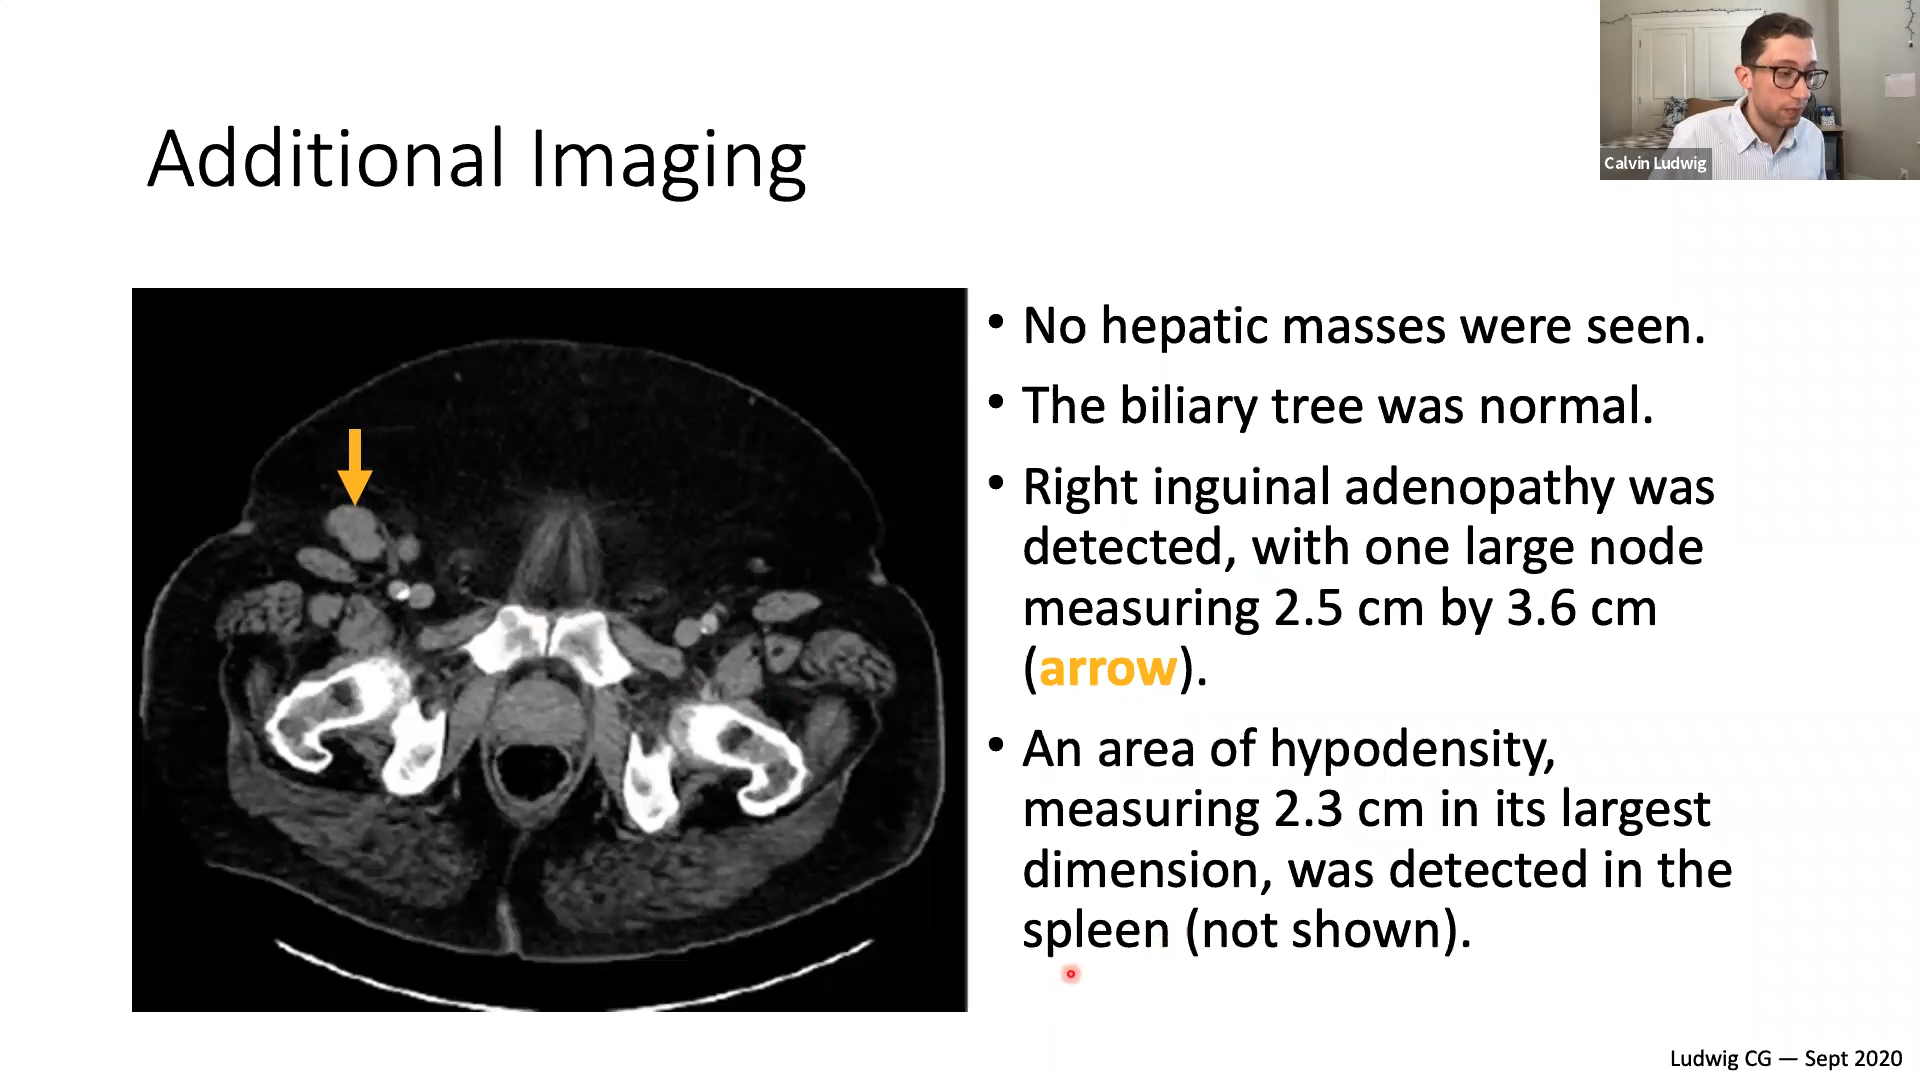 Calvin Ludwig
Additional Imaging
• No hepatic masses were seen.
• The biliary tree was normal.
• Right inguinal adenopathy was
detected, with one large node
measuring 2.5 cm by 3.6 cm
(arrow).
• An area of hypodensity,
measuring 2.3 cm in its largest
dimension, was detected in the
spleen (not shown).
Ludwig CG — Sept 2020